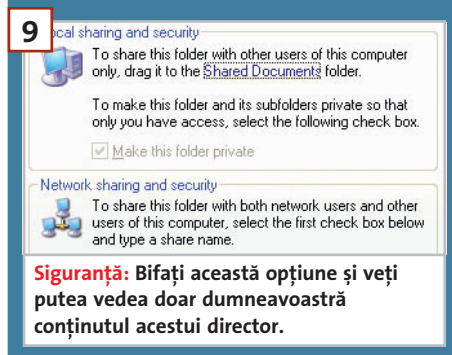 9
ocal sharing and security
To share this folder with other users of this computer
only, drag it to the Shared Documents folder.
To make this folder and its subfolders private so that
only you have access, select the following check box.
Make this folder private
Network sharing and security
To share this folder with both network users and other
users of this computer, select the first check box below
and type a share name.
Siguranță: Bifați această opțiune și veți
putea vedea doar dumneavoastră
conținutul acestui director.